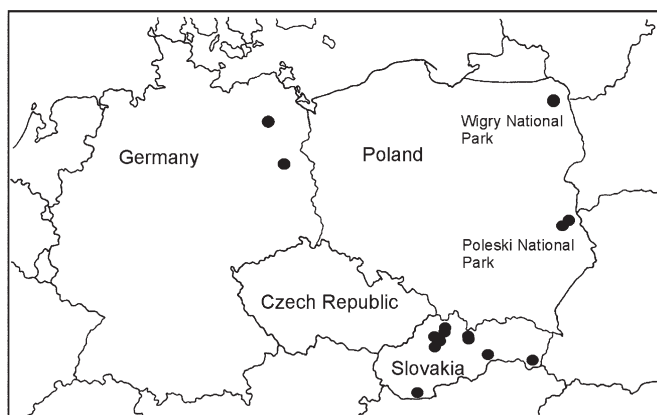 Wigry National
Park
Germany
Poland
Poleski National
Park
Czech Republic
Slovakia